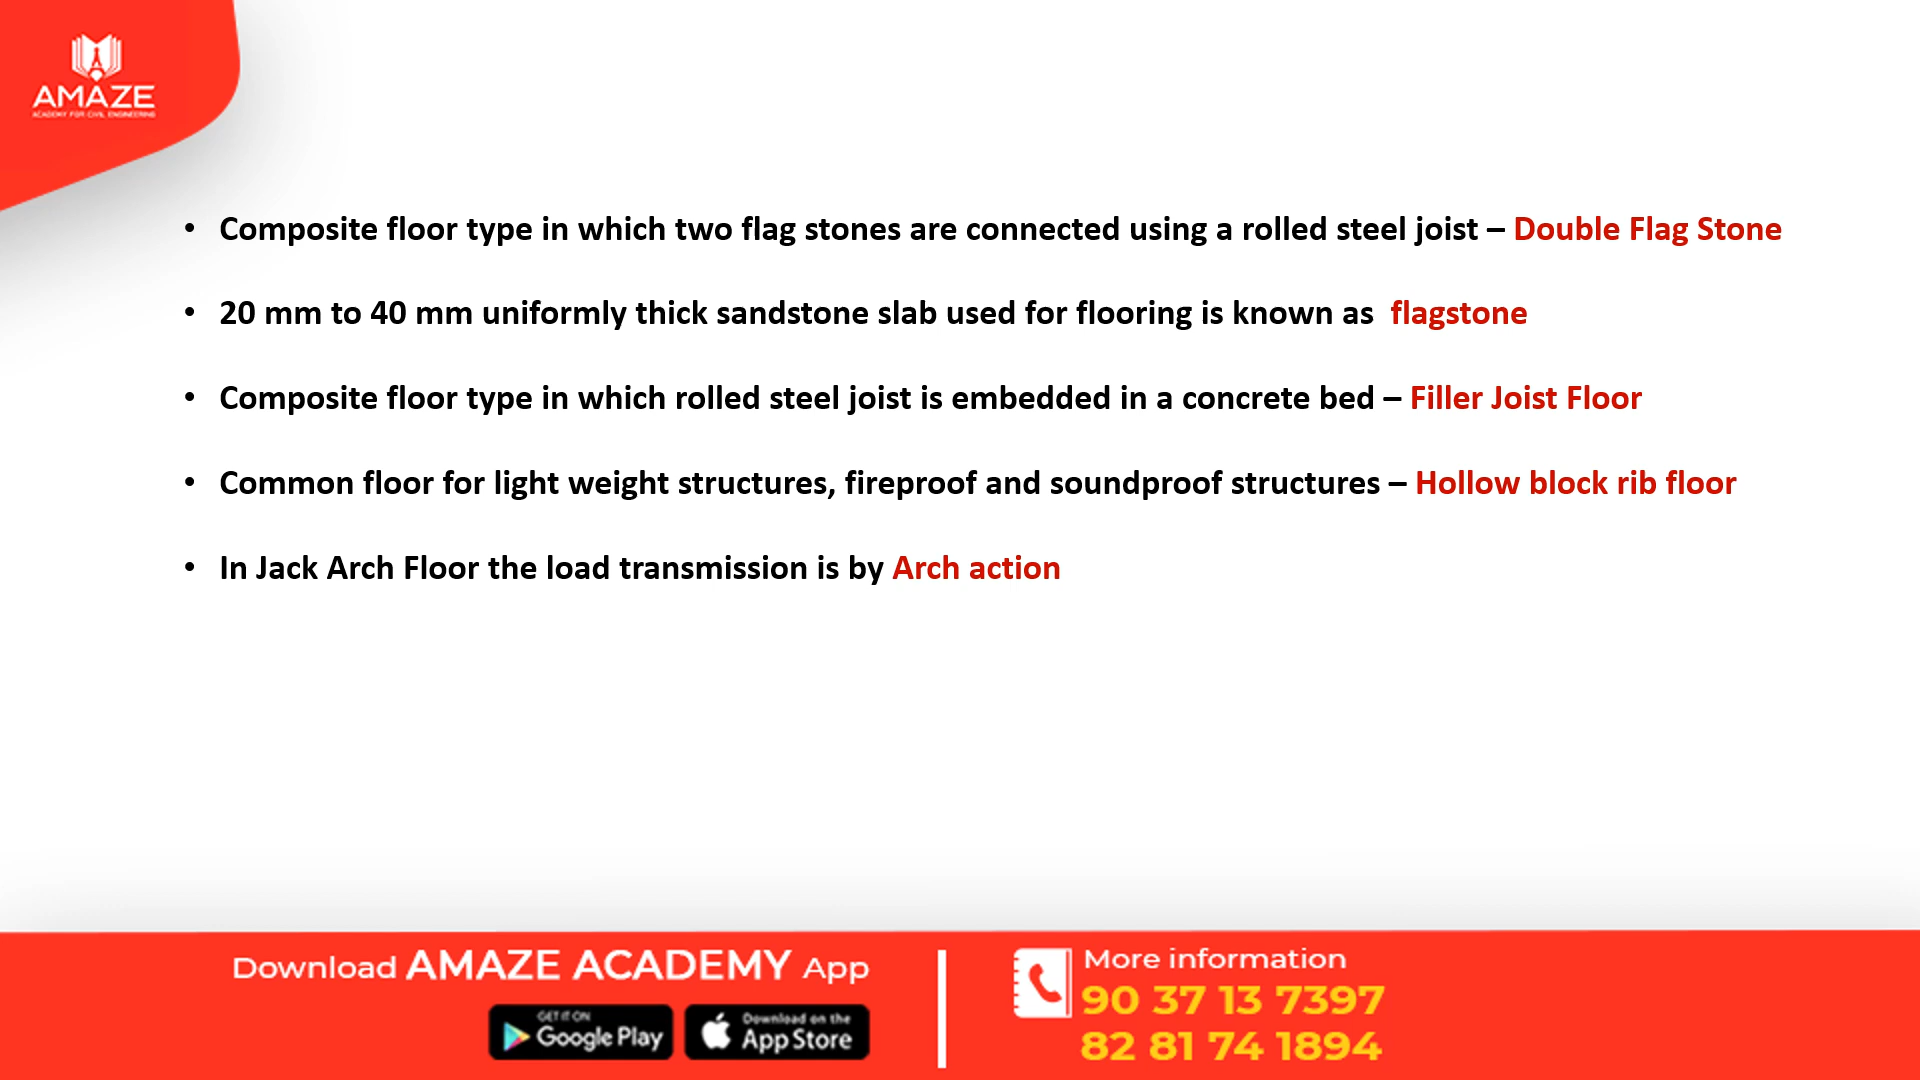 AMAZE
ACADEMY FOR CIVIL ENGINEERING
• Composite floor type in which two flag stones are connected using a rolled steel joist – Double Flag Stone
• 20 mm to 40 mm uniformly thick sandstone slab used for flooring is known as flagstone
• Composite floor type in which rolled steel joist is embedded in a concrete bed – Filler Joist Floor
• Common floor for light weight structures, fireproof and soundproof structures – Hollow block rib floor
• In Jack Arch Floor the load transmission is by Arch action
Download AMAZE ACADEMY App
GET IT ON
Google Play
Download on the
App Store
More information
90 37 13 7397
82 81 74 1894